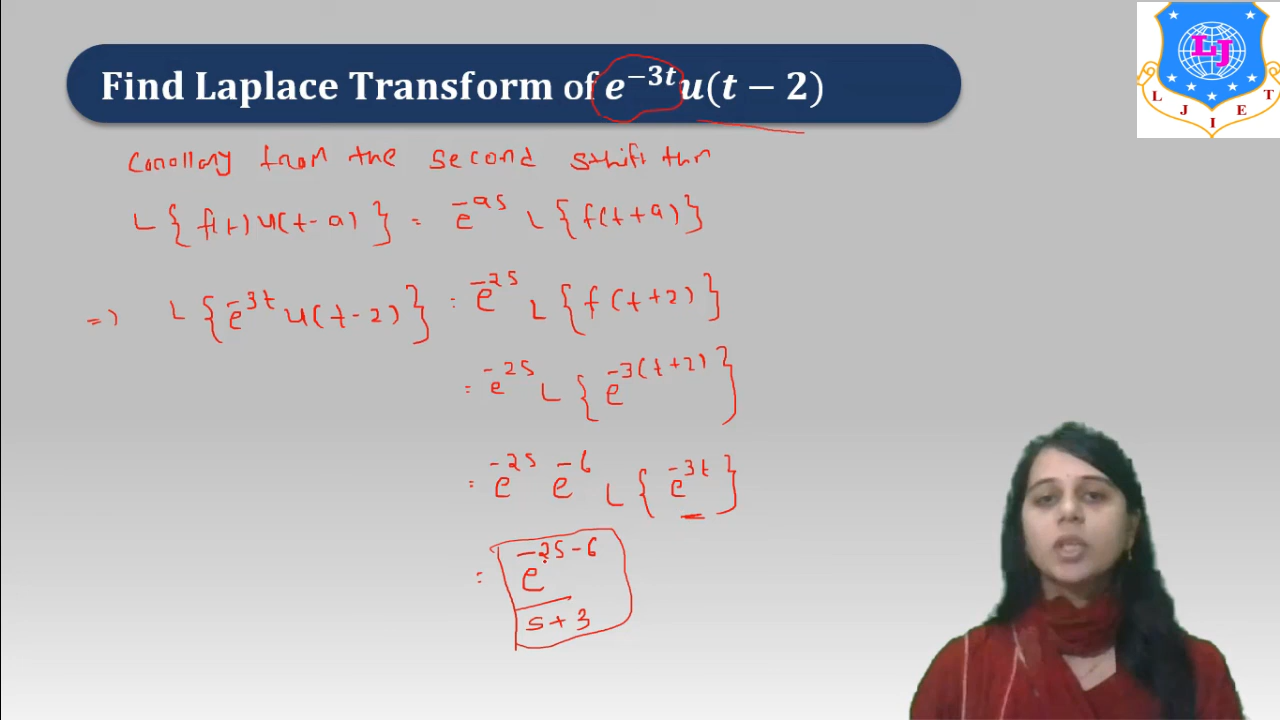 Find Laplace Transform of e^{-3t}u(t − 2)
LJ
L J I E T
Corollary from the second shift thm
L{f(t)u(t-a)} = e^{-as} L{f(t+a)}
=> L{e^{-3t} u(t-2)} = e^{-2s} L{f(t+2)}
= e^{-2s} L{e^{-3(t+2)}}
= e^{-2s} e^{-6} L{e^{-3t}}
= e^{-2s-6}
s+3